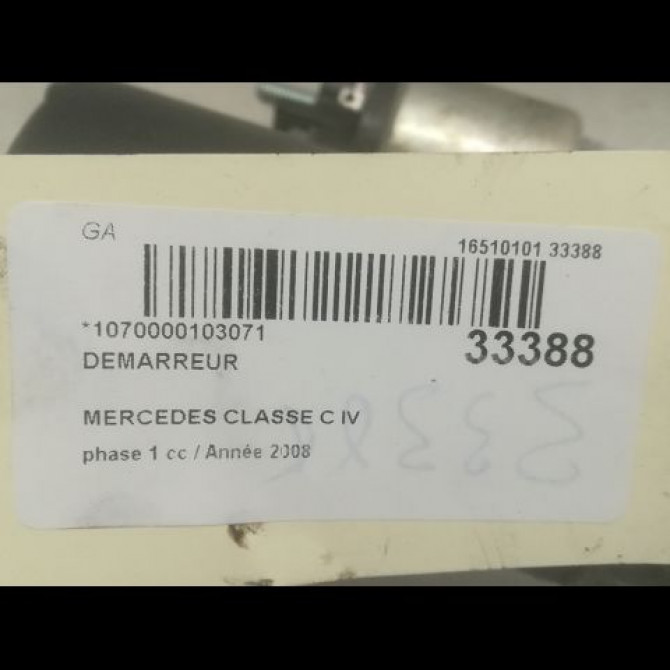 GA
16510101 33388
*1070000103071
33388
DEMARREUR
MERCEDES CLASSE C IV
phase 1 cc / Année 2008